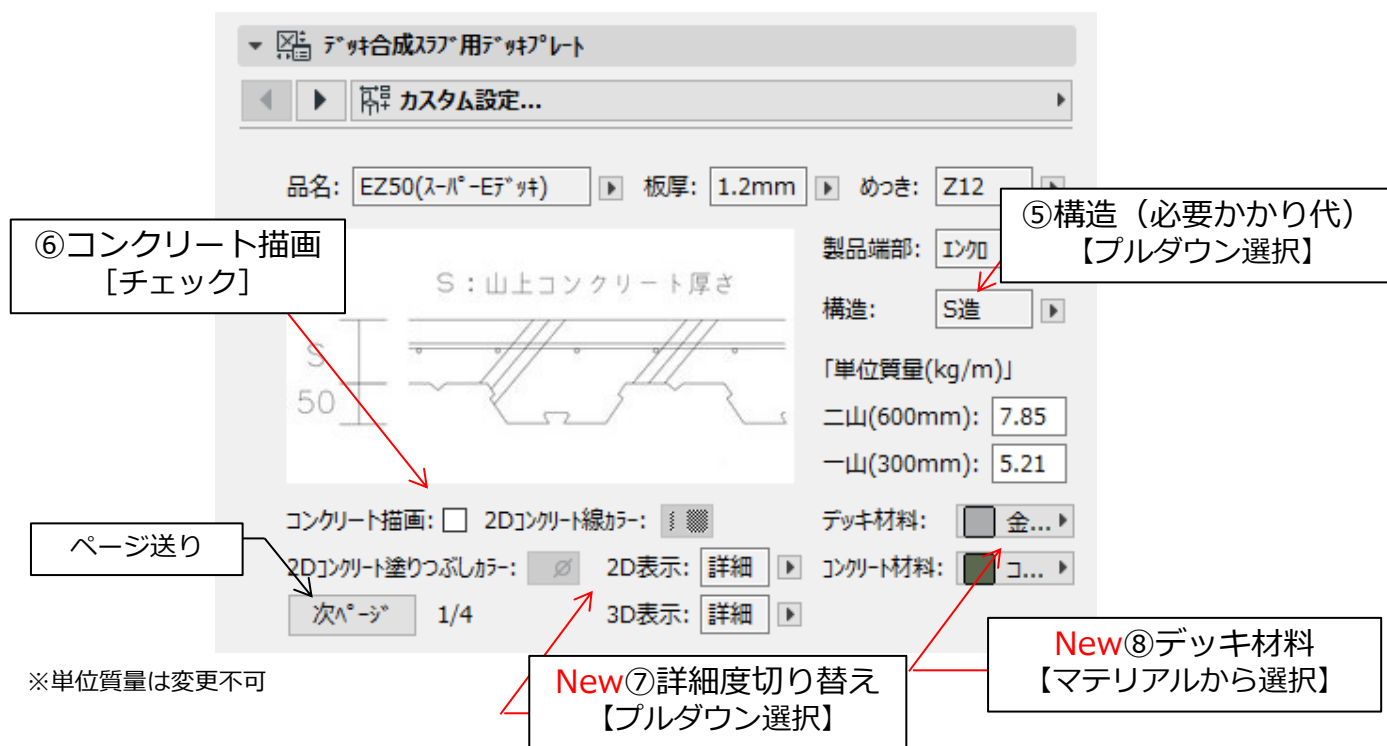 ﾃﾞｯｷ合成ｽﾗﾌﾞ用ﾃﾞｯｷﾌﾟﾚｰﾄ
カスタム設定...
品名: EZ50(ｽｰﾊﾟｰEﾃﾞｯｷ) 板厚: 1.2mm めっき: Z12
⑤構造（必要かかり代）
【プルダウン選択】
⑥コンクリート描画
［チェック］
製品端部: ｴﾝｸﾛ
S：山上コンクリート厚さ
構造: S造
S
50
「単位質量(kg/m)」
二山(600mm): 7.85
一山(300mm): 5.21
コンクリート描画: 2Dｺﾝｸﾘｰﾄ線ｶﾗｰ: デッキ材料: 金...
ページ送り
2Dｺﾝｸﾘｰﾄ塗りつぶしｶﾗｰ: 2D表示: 詳細 ｺﾝｸﾘｰﾄ材料: コ...
次ﾍﾟｰｼﾞ 1/4 3D表示: 詳細
New⑧デッキ材料
【マテリアルから選択】
New⑦詳細度切り替え
【プルダウン選択】
※単位質量は変更不可